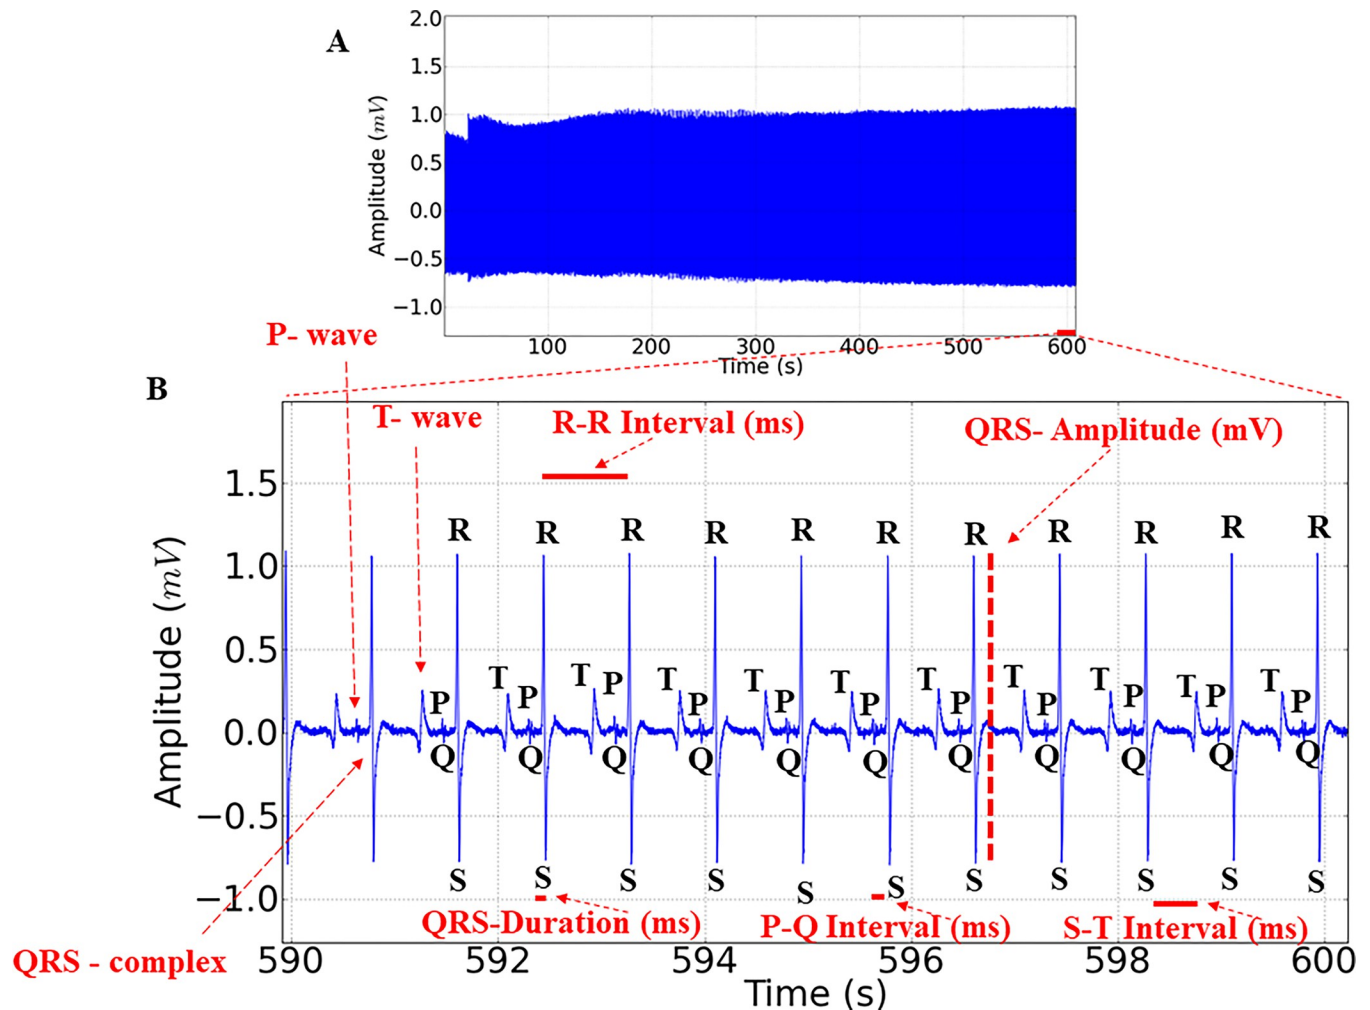 A
2.0
1.5
1.0
0.5
0.0
−0.5
−1.0
Amplitude (mV)
100 200 300 400 500 600
Time (s)
P- wave
B
T- wave
R-R Interval (ms)
QRS- Amplitude (mV)
1.5
1.0
0.5
0.0
−0.5
−1.0
Amplitude (mV)
R R R R R R R R R R R
T T T T T T T T T T
P P P P P P P P P P P
Q Q Q Q Q Q Q Q Q Q Q
S S S S S S S S S S S
QRS-Duration (ms)
P-Q Interval (ms)
S-T Interval (ms)
QRS - complex
590 592 594 596 598 600
Time (s)